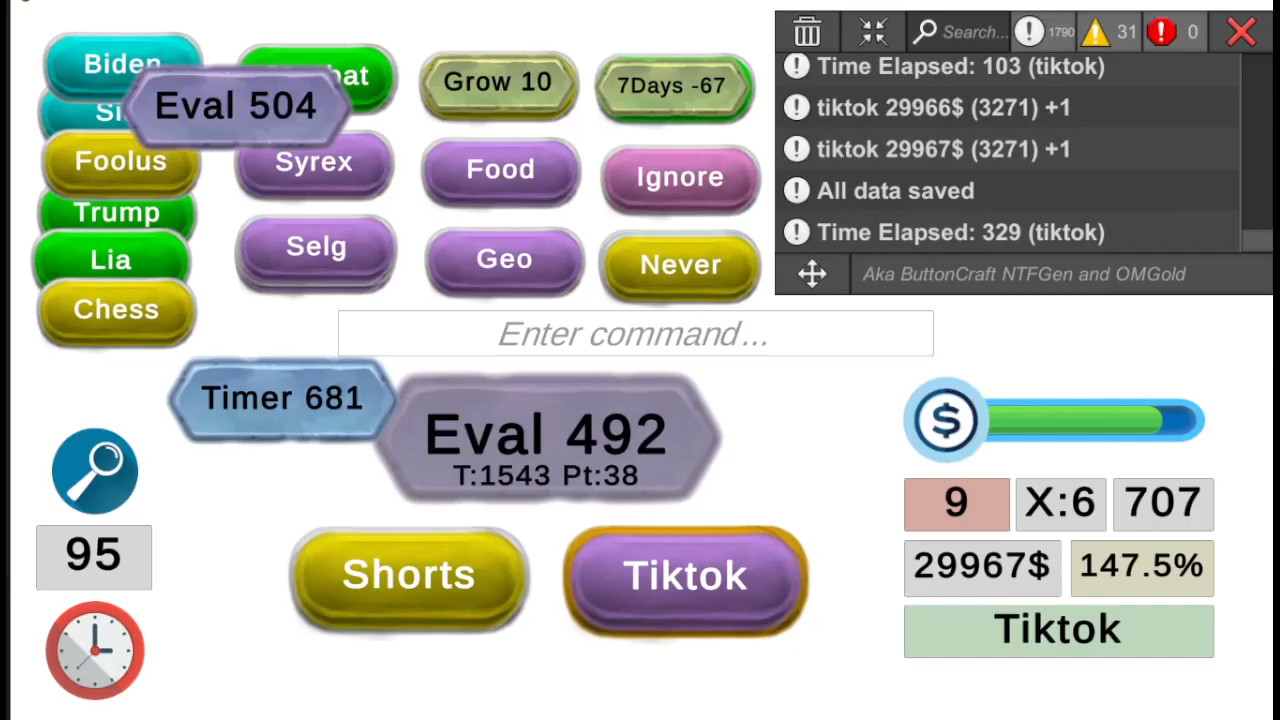 Biden
Eval 504
bat
Grow 10
7Days -67
Foolus
Syrex
Food
Ignore
Trump
Lia
Selg
Geo
Never
Chess
Search...
1790
31
0
Time Elapsed: 103 (tiktok)
tiktok 29966$ (3271) +1
tiktok 29967$ (3271) +1
All data saved
Time Elapsed: 329 (tiktok)
Aka ButtonCraft NTFGen and OMGold
Enter command...
Timer 681
Eval 492
T:1543 Pt:38
$
95
9
X:6
707
29967$
147.5%
Shorts
Tiktok
Tiktok